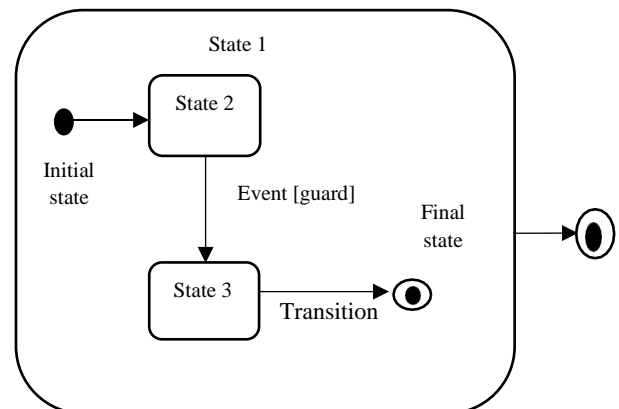 State 1
State 2
Initial
state
Event [guard]
Final
state
State 3
Transition